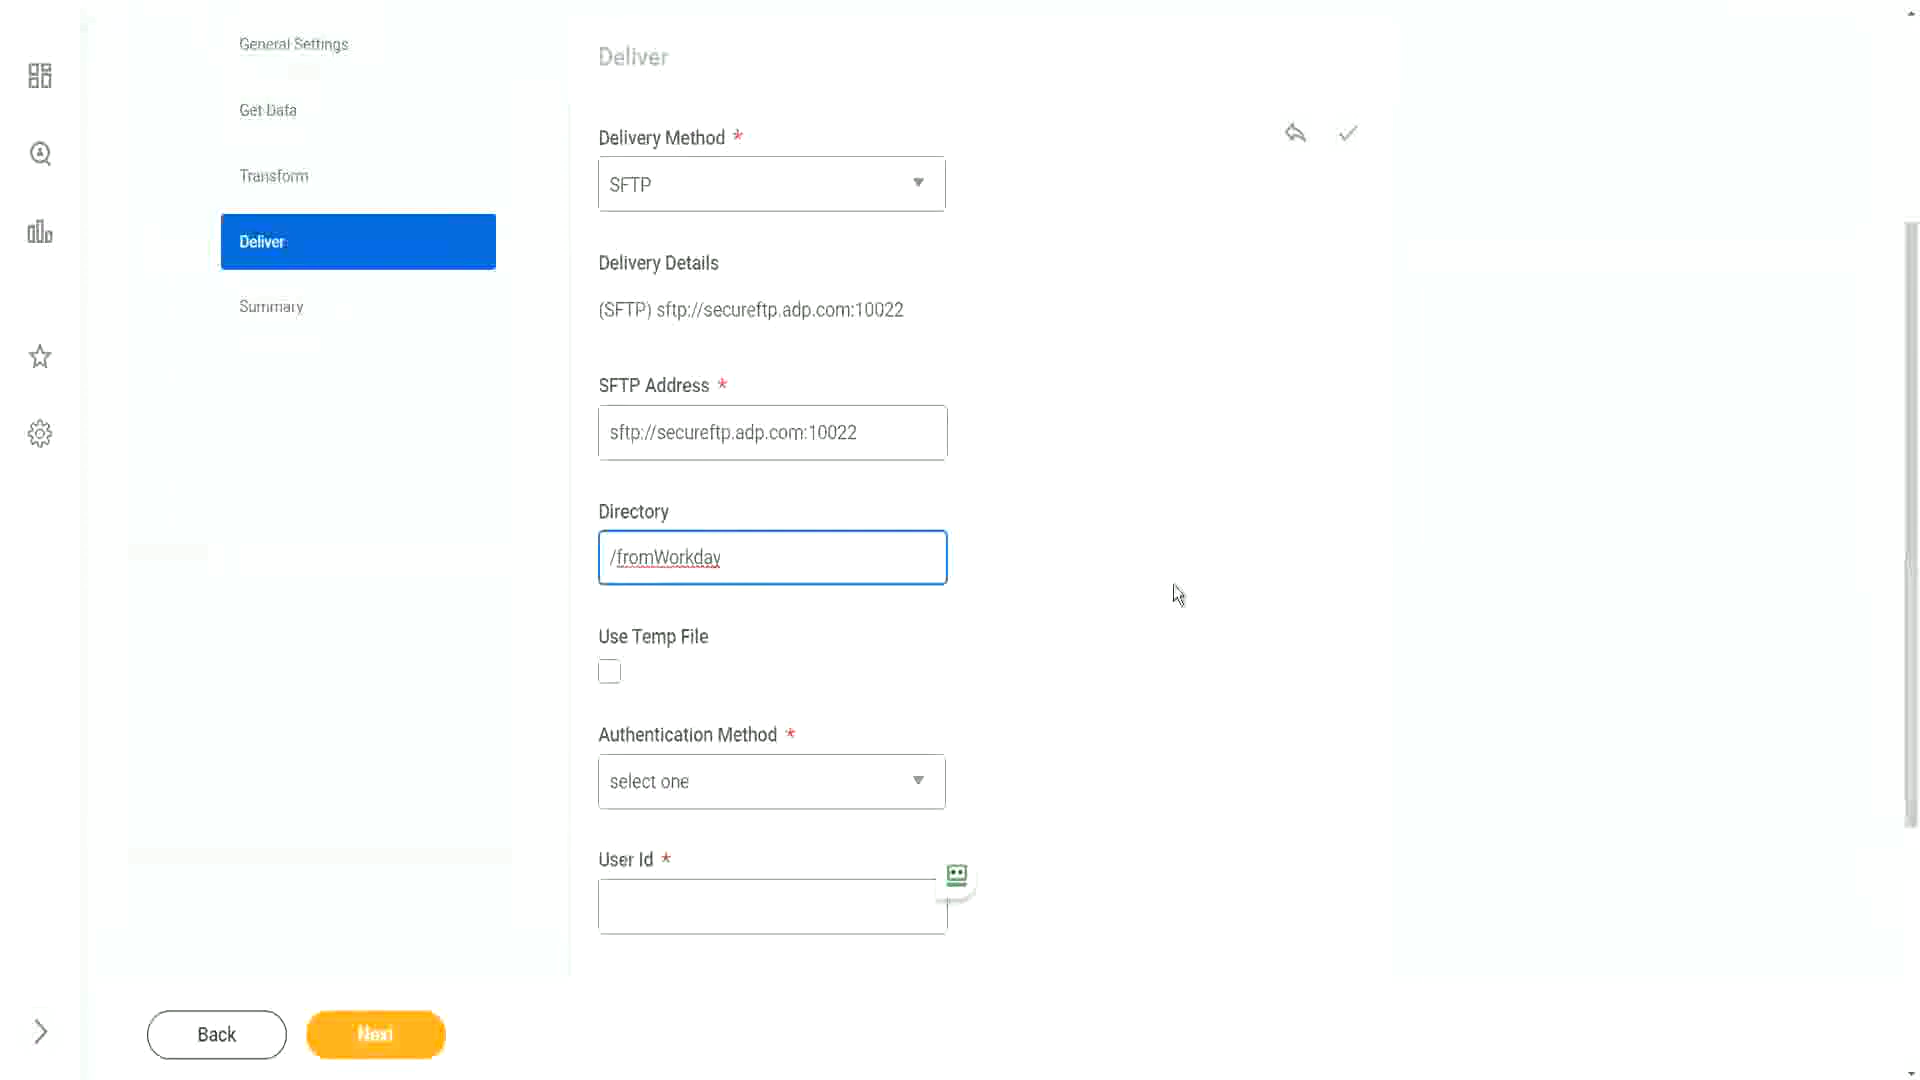 General Settings
Get Data
Transform
Deliver
Summary
Deliver
Delivery Method *
SFTP
Delivery Details
(SFTP) sftp://secureftp.adp.com:10022
SFTP Address *
sftp://secureftp.adp.com:10022
Directory
/fromWorkday
Use Temp File
Authentication Method *
select one
User Id *
Back
Next